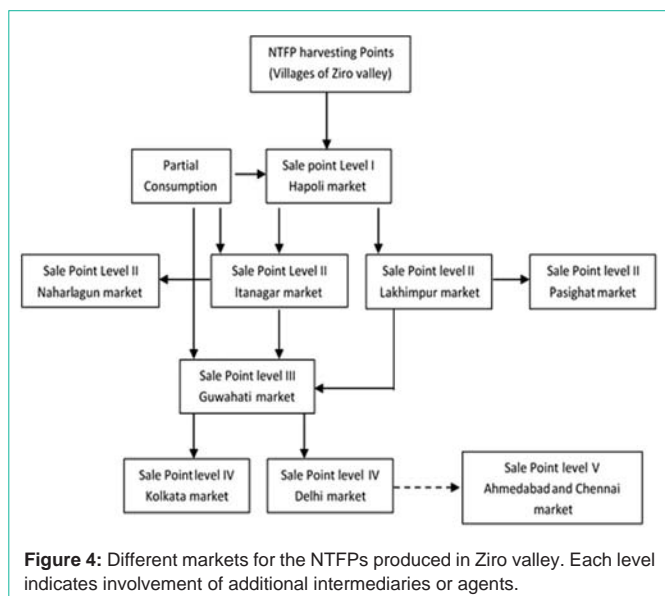 NTFP harvesting Points
(Villages of Ziro valley)
Partial
Consumption
Sale point Level I
Hapoli market
Sale Point Level II
Naharlagun market
Sale Point Level II
Itanagar market
Sale Point level II
Lakhimpur market
Sale Point level II
Pasighat market
Sale Point level III
Guwahati market
Sale Point level IV
Kolkata market
Sale Point level IV
Delhi market
Sale Point level V
Ahmedabad and Chennai
market
Figure 4: Different markets for the NTFPs produced in Ziro valley. Each level
indicates involvement of additional intermediaries or agents.